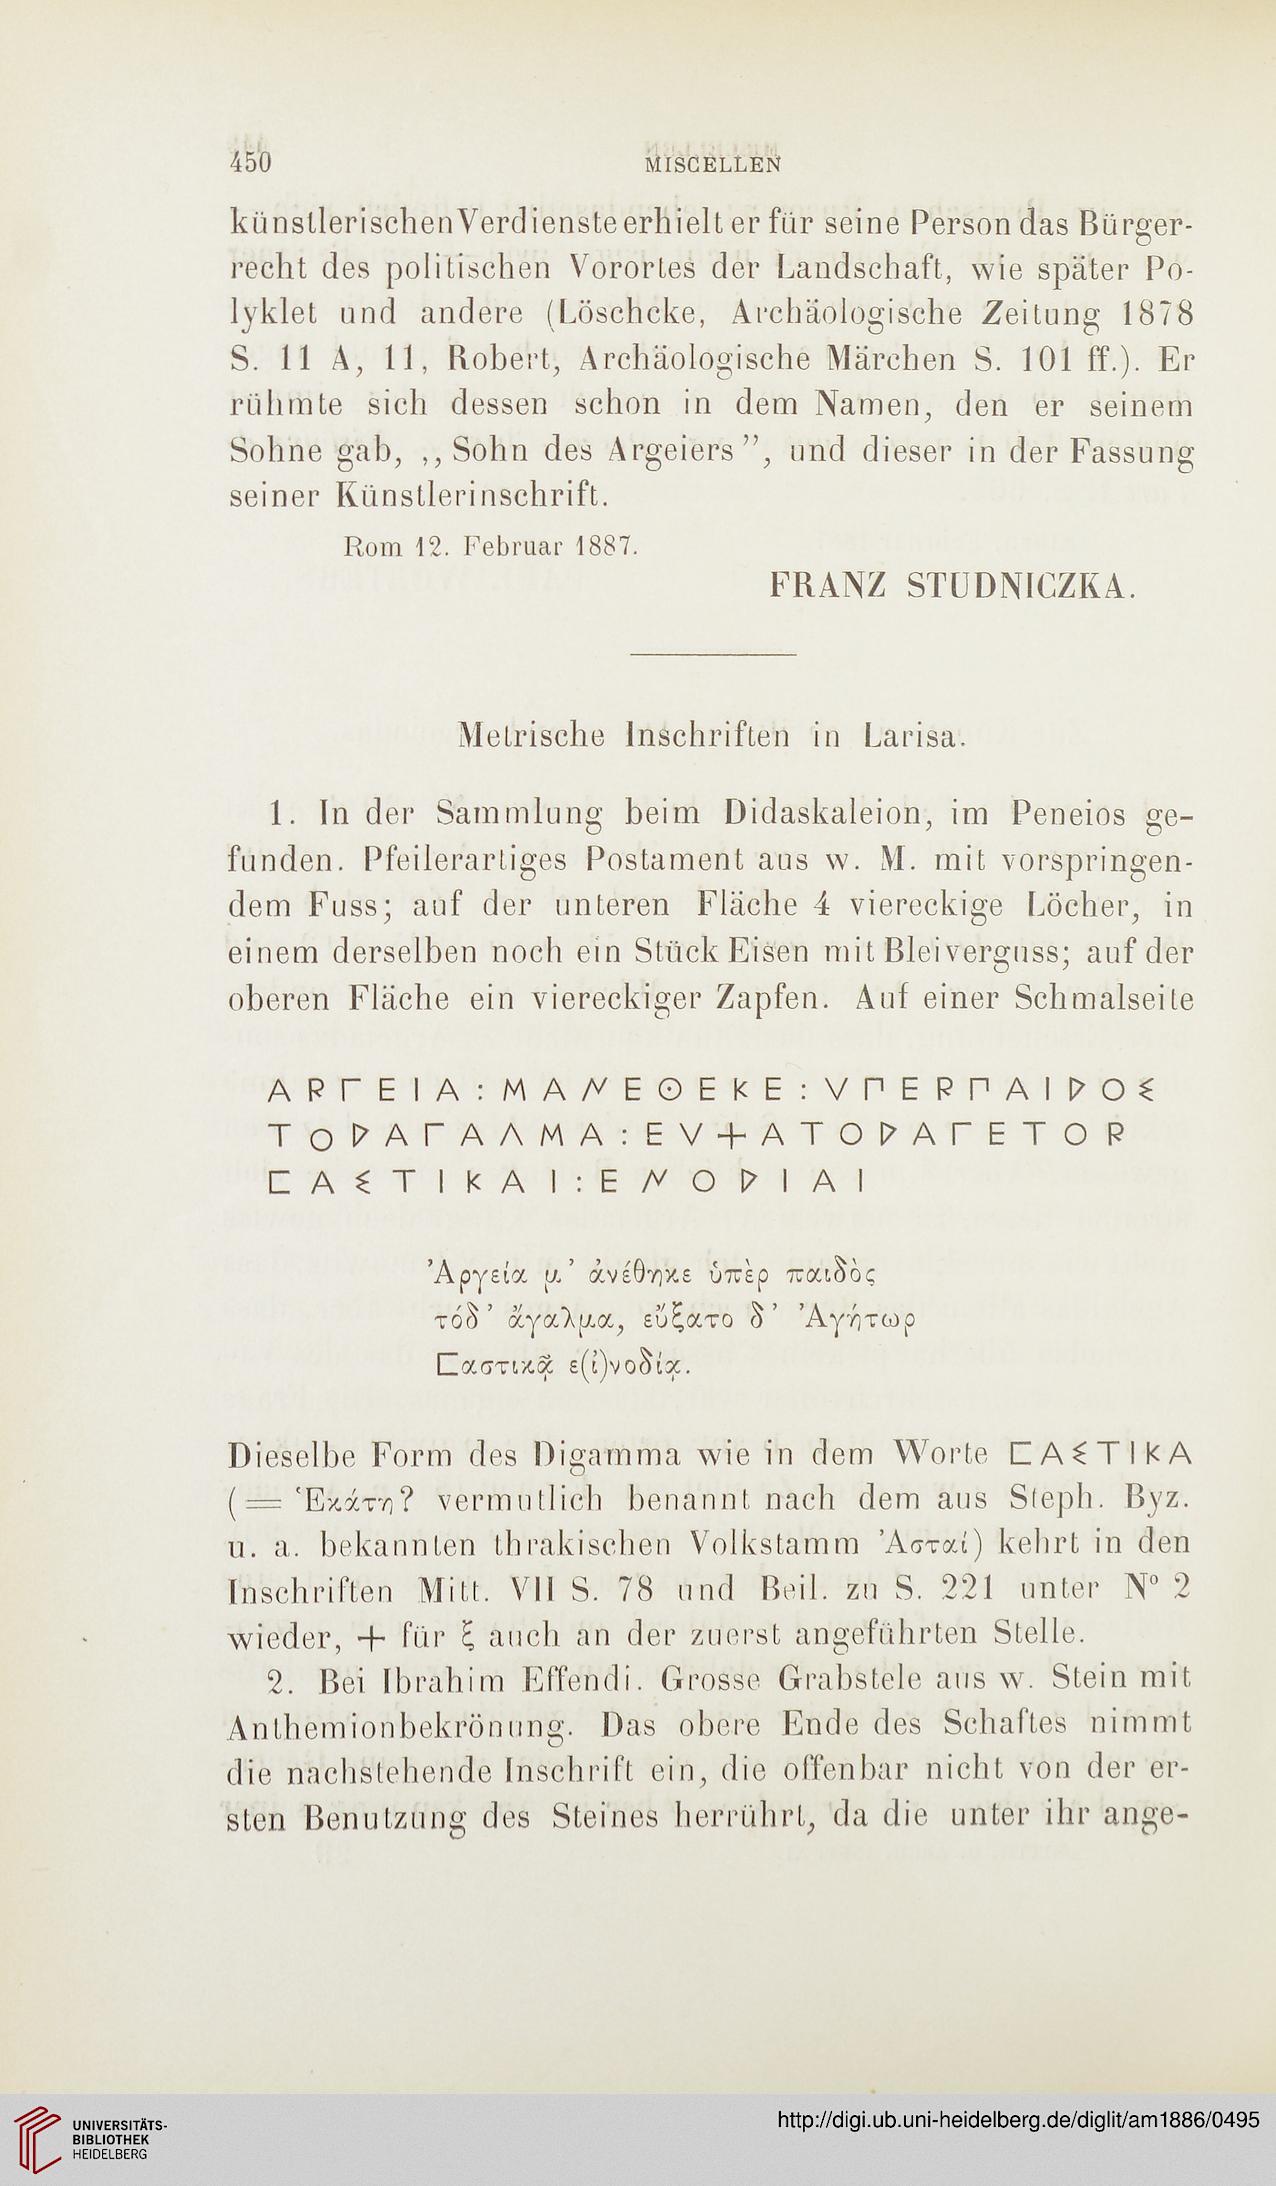 450 MISCELLEN
künstlerischen Verdienste erhielt er für seine Person das Bürger-
recht des politischen Vorortes der Landschaft, wie später Po-
lyklet und andere (Löschcke, Archäologische Zeitung 1878
S. 11 A, 11, Robert, Archäologische Märchen S. 101 ff.). Er
rühmte sich dessen schon in dem Namen, den er seinem
Sohne gab, ,,Sohn des Argeiers”, und dieser in der Fassung
seiner Künstlerinschrift.
Rom 12. Februar 1887.
FRANZ STUDNICZKA.
Metrische Inschriften in Larisa.
1. In der Sammlung beim Didaskaleion, im Peneios ge-
funden. Pfeilerartiges Postament aus w. M. mit vorspringen-
dem Fuss; auf der unteren Fläche 4 viereckige Löcher, in
einem derselben noch ein Stück Eisen mit Bleiverguss; auf der
oberen Fläche ein viereckiger Zapfen. Auf einer Schmalseite
ΑRΓΕΙΑ : ΜΑΝΕΘΕΚΕ : VΠΕRΠΑΙDΟΣ
ΤΟDΑΓΑΛΜΑ : ΕV+ΑΤΟDΑΓΕΤΟR
ϜΑΣΤΙΚΑΙ : ΕΝΟDΙΑΙ
Ἀργεία μ’ ἀνέθηκε ὑπὲρ παιδὸς
τόδ’ ἄγαλμα, εὔξατο δ’ Ἀγήτωρ
Ϝαστικᾷ ε(ἰ)νοδίᾳ.
Dieselbe Form des Digamma wie in dem Worte ϜΑΣΤΙΚΑ
(= Ἑκάτη? vermutlich benannt nach dem aus Steph. Byz.
u. a. bekannten thrakischen Volkstamm Ἀσταί) kehrt in den
Inschriften Mitt. VII S. 78 und Beil. zu S. 221 unter N° 2
wieder, + für ξ auch an der zuerst angeführten Stelle.
2. Bei Ibrahim Effendi. Grosse Grabstele aus w. Stein mit
Anthemionbekrönung. Das obere Ende des Schaftes nimmt
die nachstehende Inschrift ein, die offenbar nicht von der er-
sten Benutzung des Steines herrührt, da die unter ihr ange-
UNIVERSITÄTS-
BIBLIOTHEK
HEIDELBERG
http://digi.ub.uni-heidelberg.de/diglit/am1886/0495